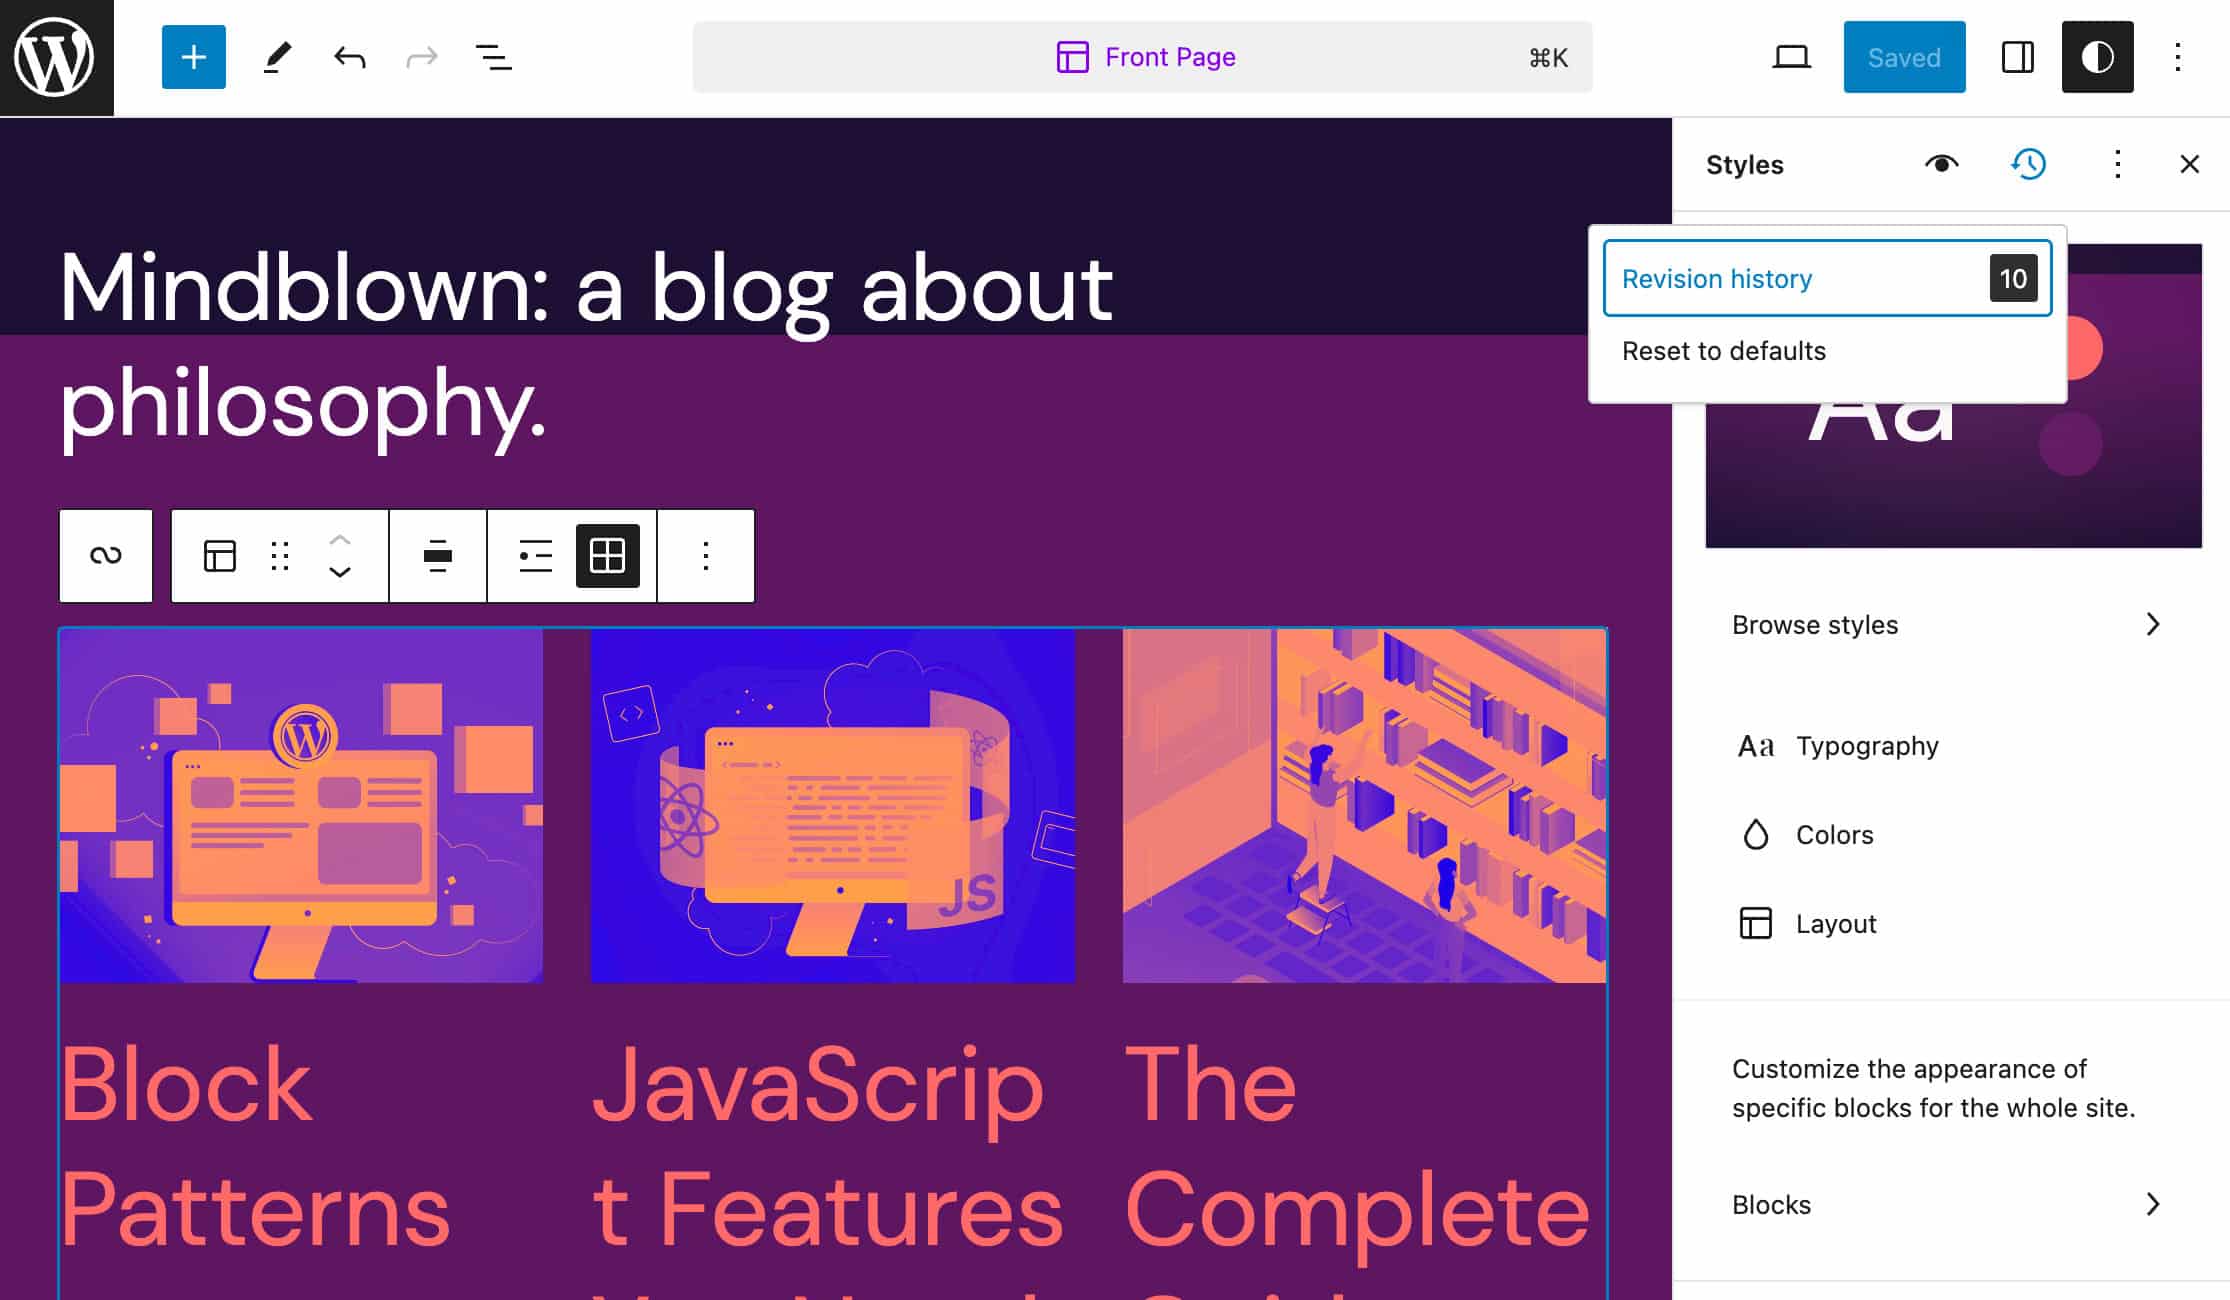 Front Page
⌘K
Saved
Styles
Revision history 10
Reset to defaults
Aa
Mindblown: a blog about
philosophy.
Browse styles
Aa Typography
Colors
Layout
JS
Block
Patterns
JavaScrip
t Features
The
Complete
Customize the appearance of
specific blocks for the whole site.
Blocks